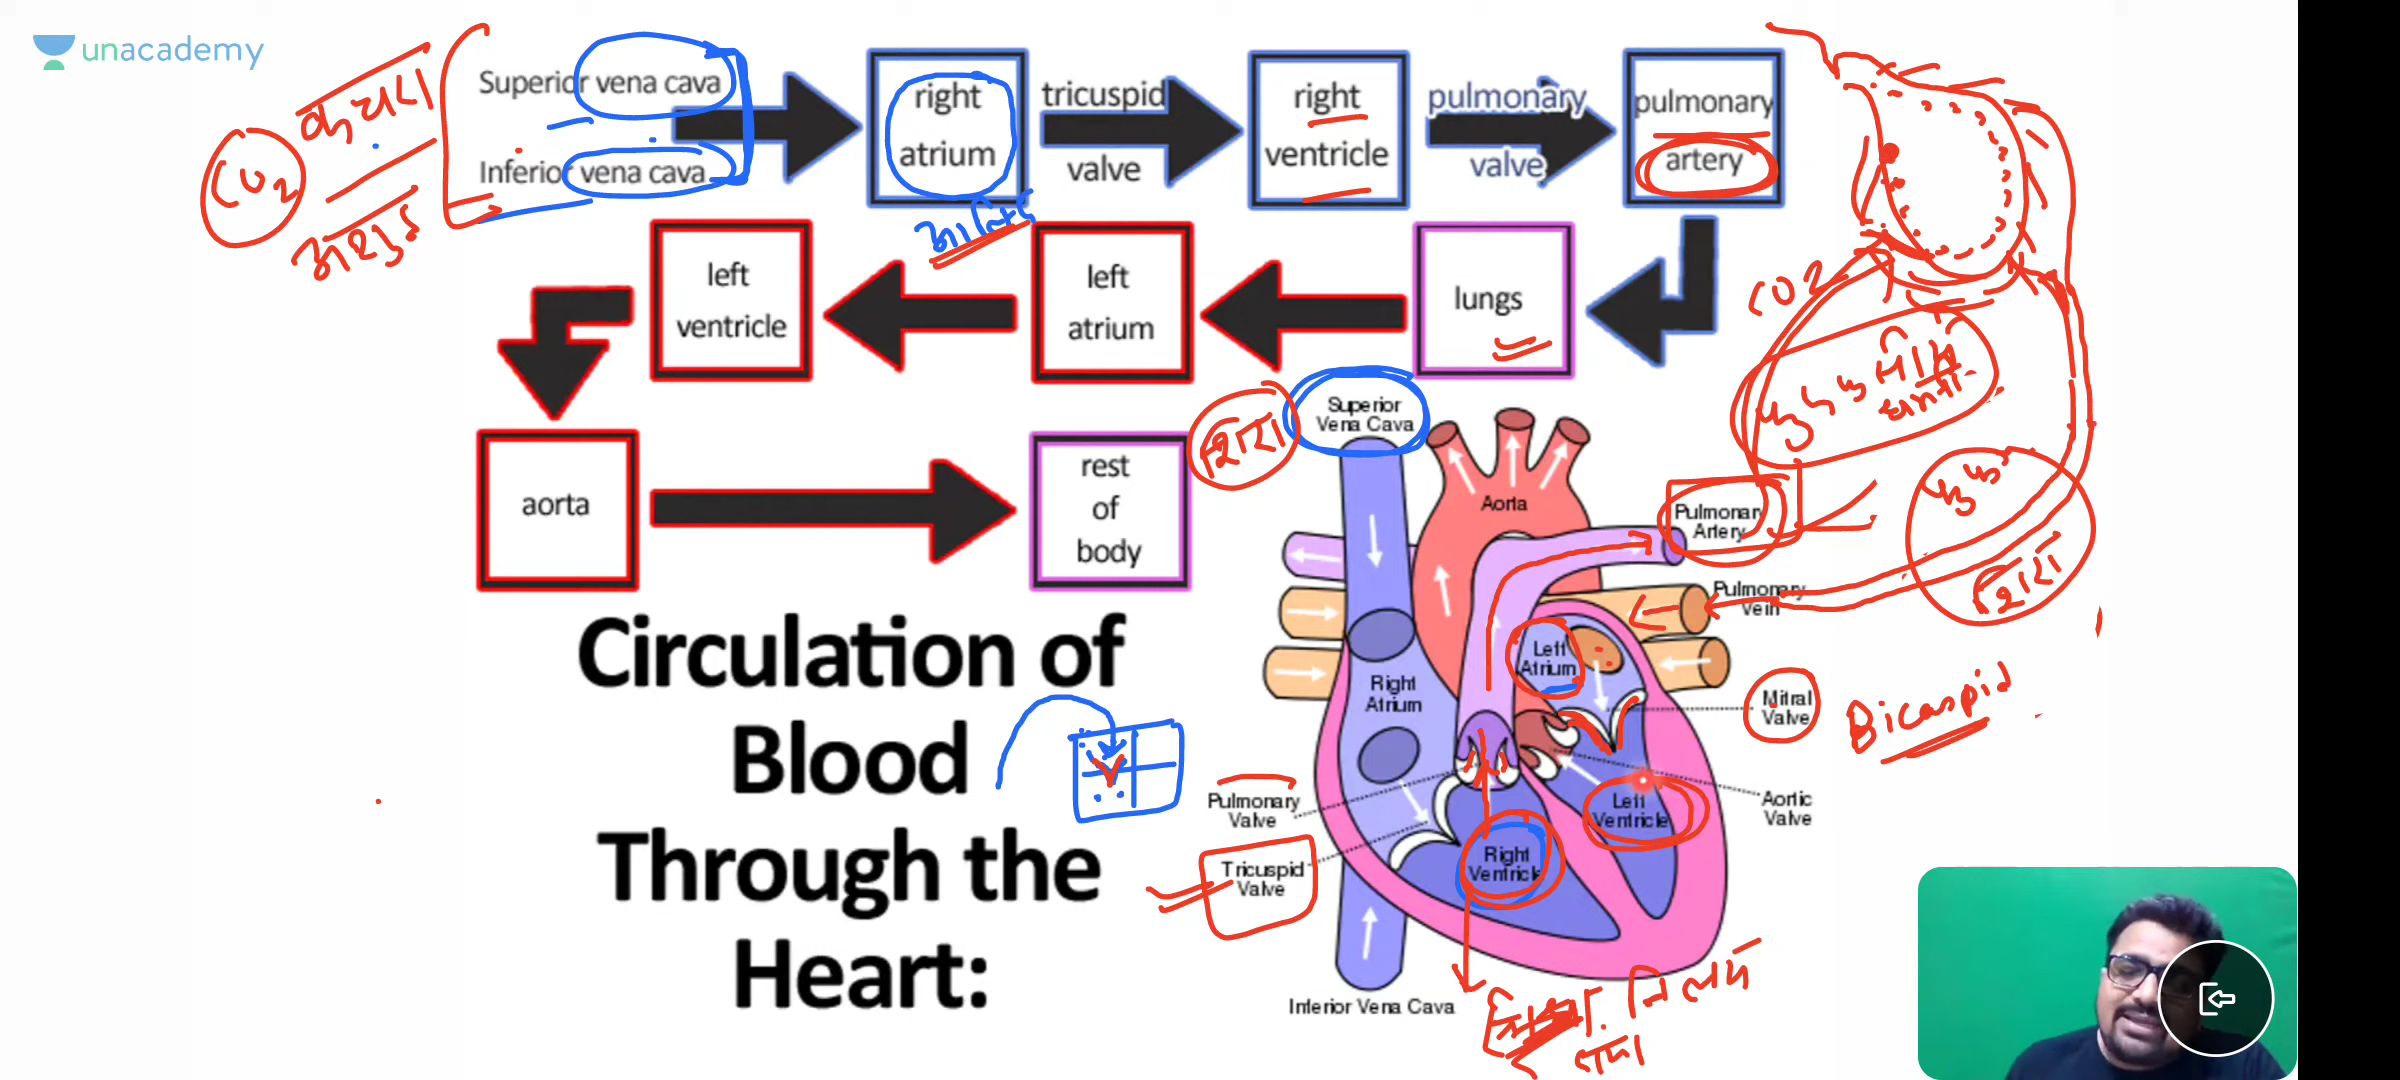 unacademy
Superior vena cava
Inferior vena cava
right
atrium
tricuspid
valve
right
ventricle
pulmonary
valve
pulmonary
artery
CO2
CO2
left
ventricle
left
atrium
lungs
aorta
rest
of
body
Circulation of
Blood
Through the
Heart:
शिरा
Superior
Vena Cava
Aorta
Pulmonary
Artery
Pulmonary
Vein
शिरा
Left
Atrium
Right
Atrium
Mitral
Valve
Bicaspid
Pulmonary
Valve
Left
Ventricle
Aortic
Valve
Tricuspid
Valve
Right
Ventricle
Inferior Vena Cava